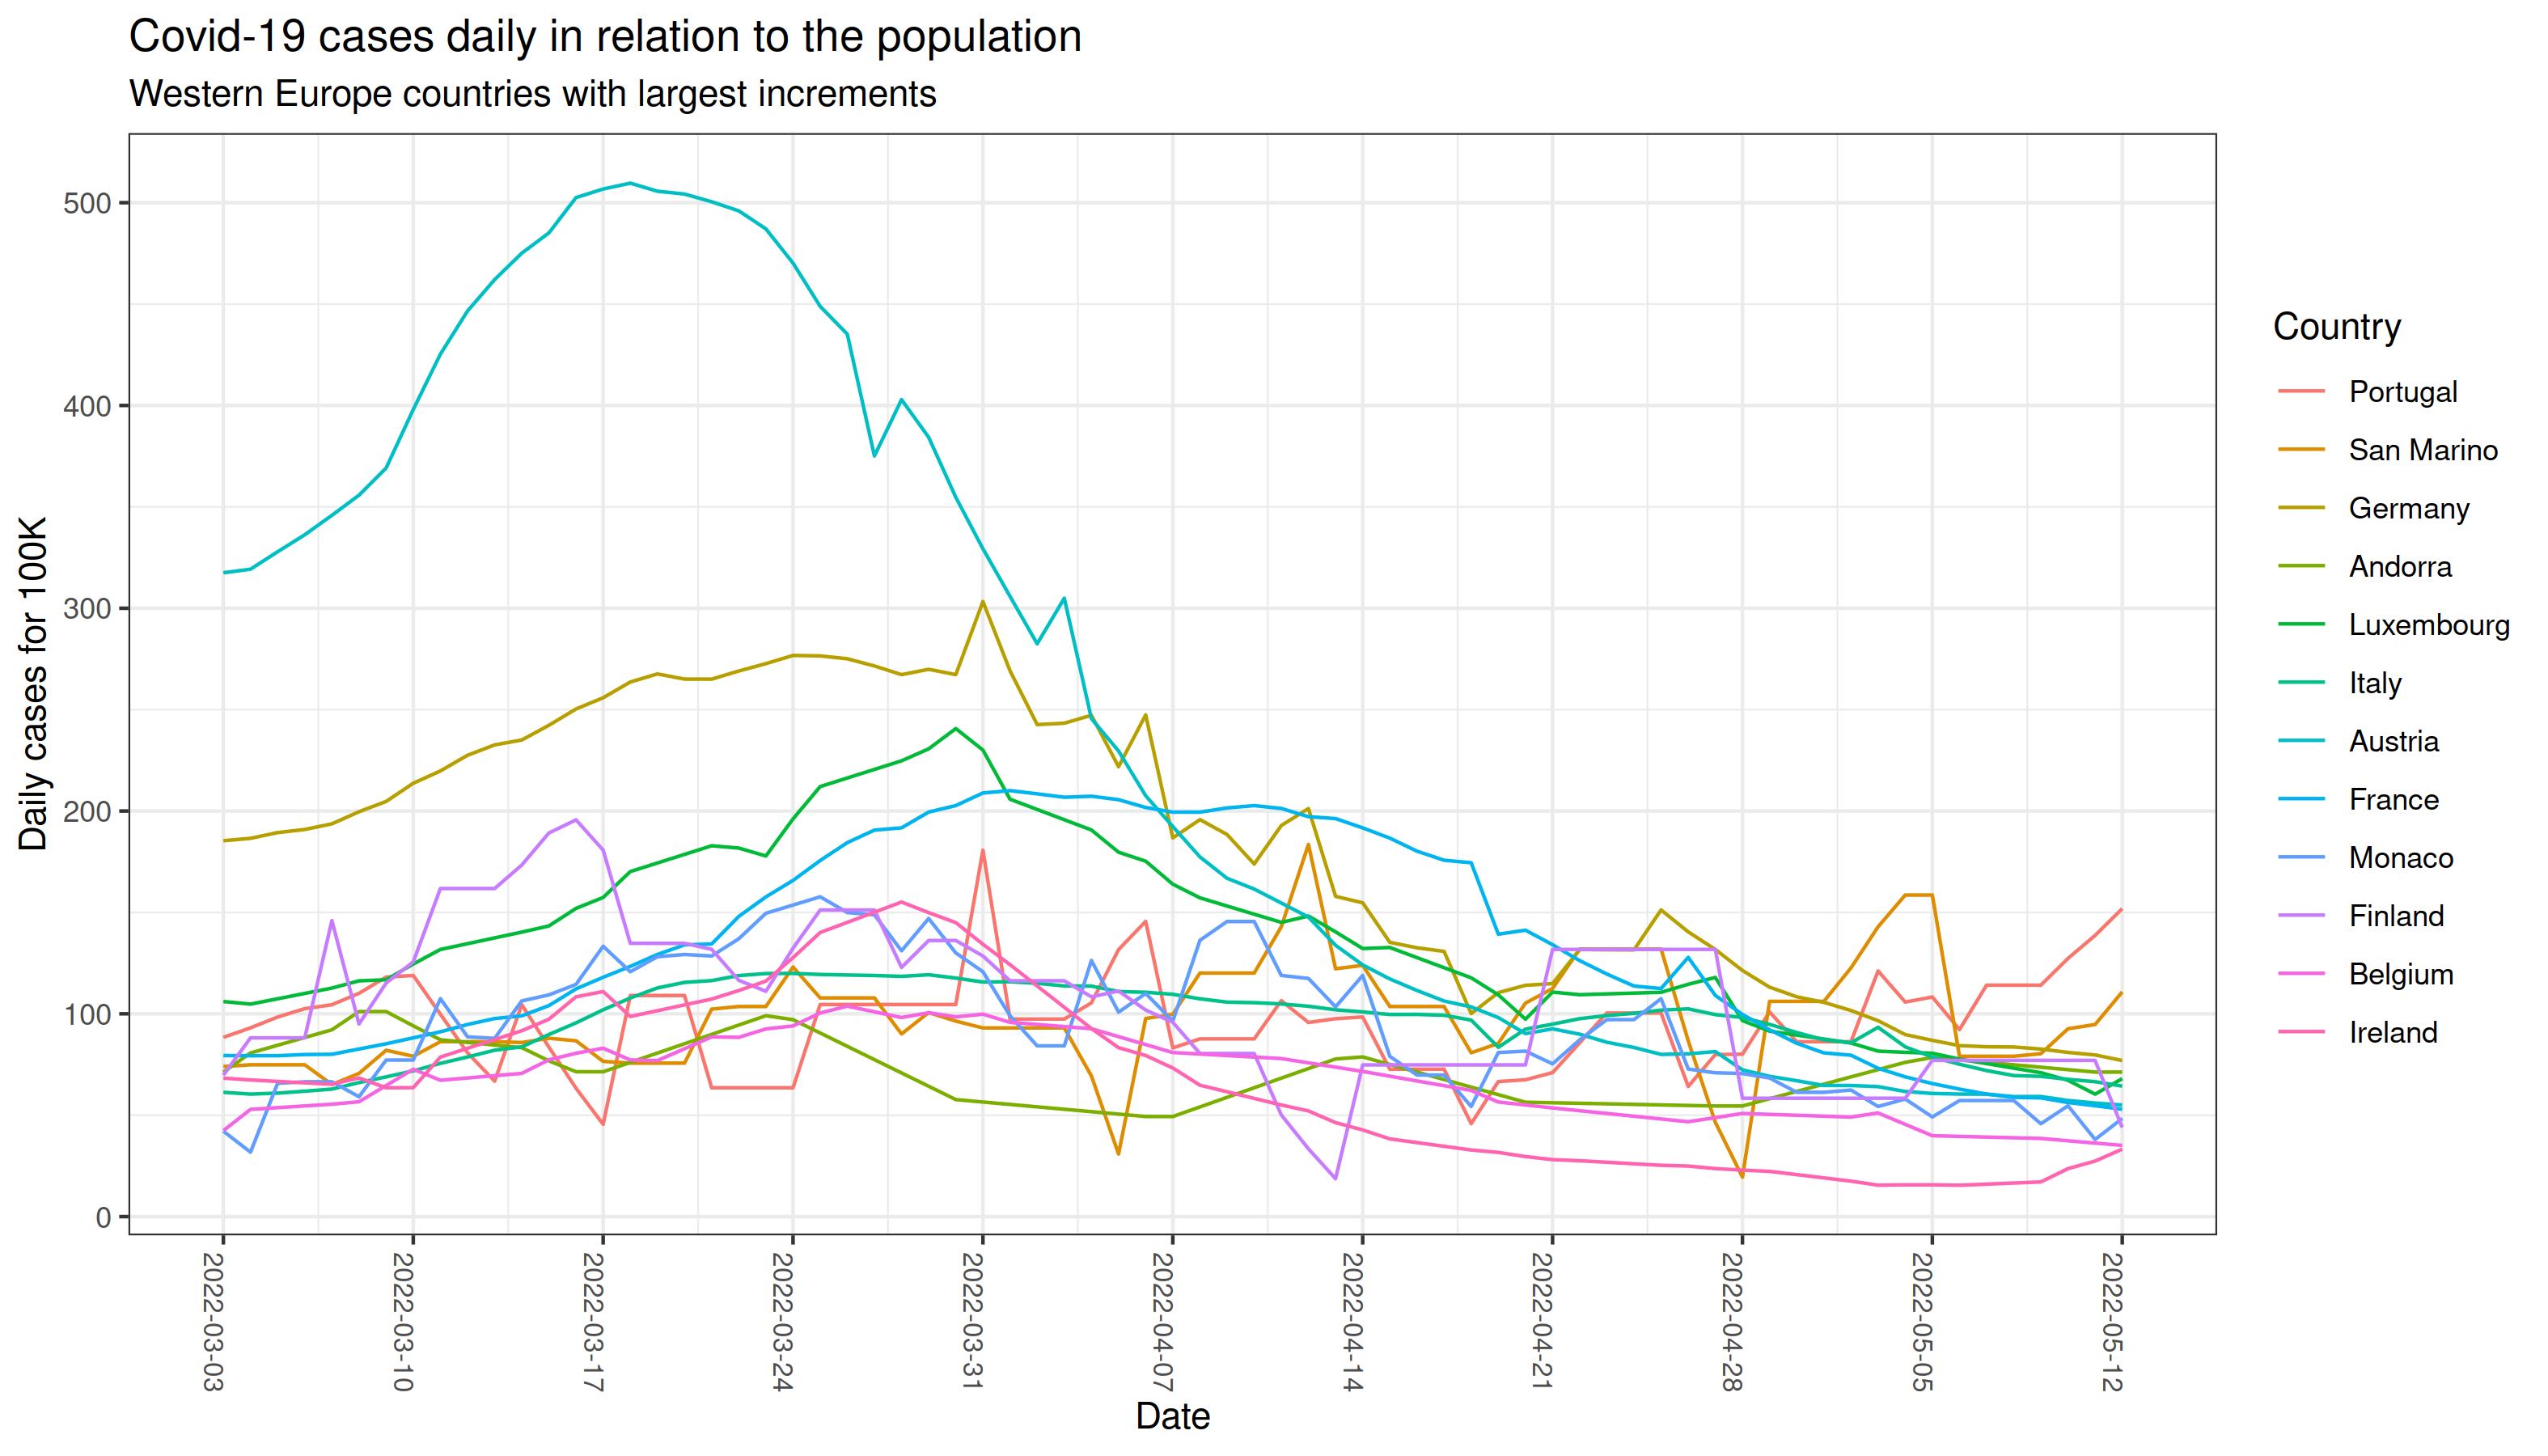 Covid-19 cases daily in relation to the population
Western Europe countries with largest increments
Daily cases for 100K
500
400
300
200
100
0
2022-03-03
2022-03-10
2022-03-17
2022-03-24
2022-03-31
2022-04-07
2022-04-14
2022-04-21
2022-04-28
2022-05-05
2022-05-12
Date
Country
Portugal
San Marino
Germany
Andorra
Luxembourg
Italy
Austria
France
Monaco
Finland
Belgium
Ireland